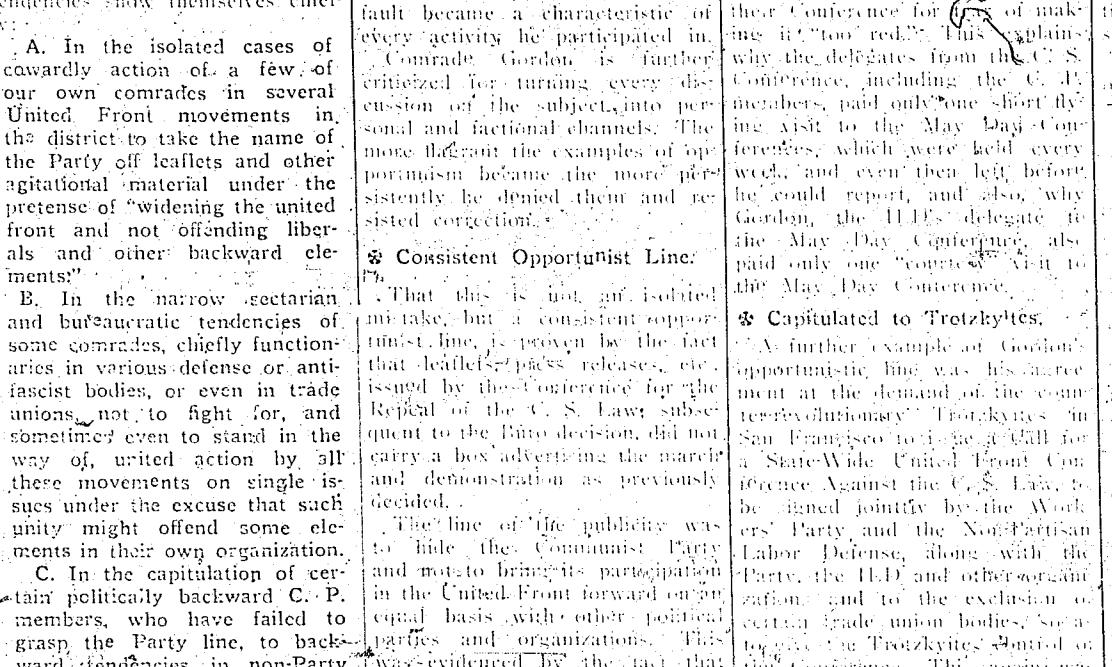 tendencies show themselves chief-
A. In the isolated cases of
cowardly action of a few of
our own comrades in several
United Front movements in
the district to take the name of
the Party off leaflets and other
agitational material under the
pretense of "widening the united
front and not offending liber-
als and other backward ele-
ments."
B. In the narrow sectarian
and bureaucratic tendencies of
some comrades, chiefly function-
aries in various defense or anti-
fascist bodies, or even in trade
unions, not to fight for, and
sometimes even to stand in the
way of, united action by all
these movements on single is-
sues under the excuse that such
unity might offend some ele-
ments in their own organization.
C. In the capitulation of cer-
tain politically backward C. P.
members, who have failed to
grasp the Party line, to back-
ward tendencies in non-Party
fault became a characteristic of
every activity he participated in.
Comrade Gordon is further
criticized for turning every dis-
cussion of the subject into per-
sonal and factional channels. The
more flagrant the examples of op-
portunism became the more per-
sistently he denied them and re-
sisted correction.
Consistent Opportunist Line.
That this is not an isolated
mistake, but a consistent oppor-
tunist line, is proven by the fact
that leaflets, press releases, etc.,
issued by the Conference for the
Repeal of the C. S. Law, subse-
quent to the Buro decision, did not
carry a box advertising the march
and demonstration as previously
decided.
The line of the publicity was
to hide the Communist Party
and not to bring its participation
in the United Front forward on an
equal basis with other political
parties and organizations. This
was evidenced by the fact that
their Conference for fear of mak-
ing it "too red." This explains
why the delegates from the C. S.
Conference, including the C. P.
members, paid only one short fly-
ing visit to the May Day Con-
ferences, which were held every
week, and even then left before
he could report, and also, why
Gordon, the ILD's delegate to
the May Day Conference, also
paid only one "courtesy" visit to
the May Day Conference.
Capitulated to Trotzkyites.
A further example of Gordon's
opportunistic line was his agree-
ment at the demand of the coun-
ter-revolutionary Trotzkyites in
San Francisco to issue a Call for
a State-Wide United Front Con-
ference Against the C. S. Law, to
be signed jointly by the Work-
ers' Party and the Non-Partisan
Labor Defense, along with the
Party, the ILD and other organi-
zation, and to the exclusion of
certain trade union bodies, so as
to give the Trotzkyites control of
the Conference. The